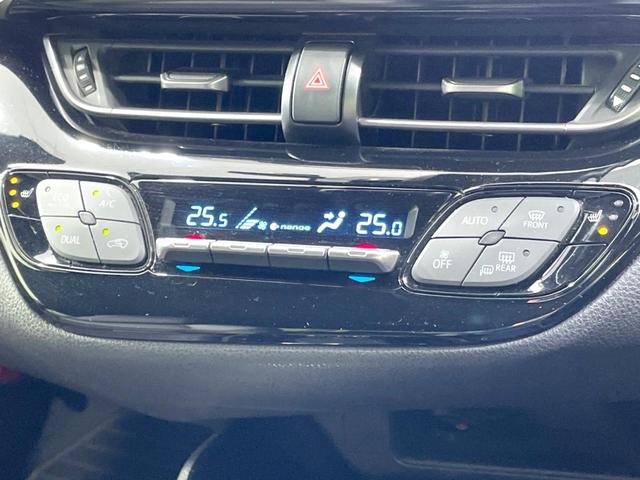 25.5 nanoe 25.0
ECO
A/C
DUAL
AUTO
FRONT
OFF
REAR